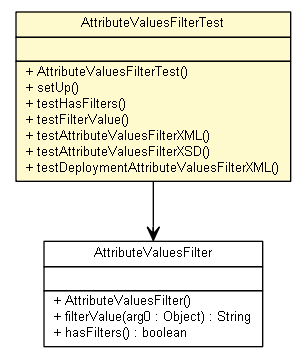 AttributeValuesFilterTest
+ AttributeValuesFilterTest()
+ setUp()
+ testHasFilters()
+ testFilterValue()
+ testAttributeValuesFilterXML()
+ testAttributeValuesFilterXSD()
+ testDeploymentAttributeValuesFilterXML()
AttributeValuesFilter
+ AttributeValuesFilter()
+ filterValue(arg0 : Object) : String
+ hasFilters() : boolean